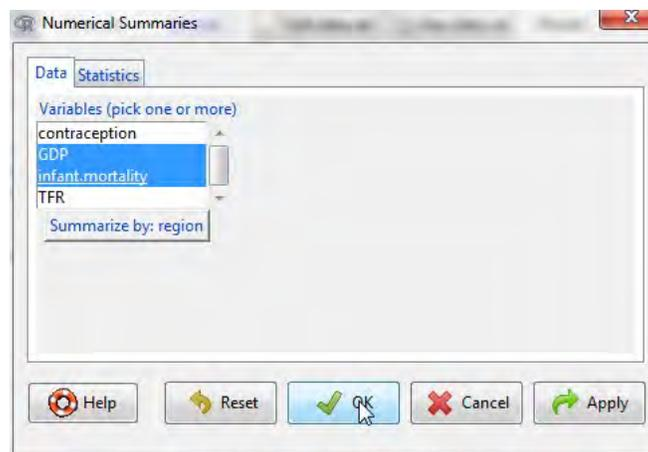 Numerical Summaries
Data Statistics
Variables (pick one or more)
contraception
GDP
infant.mortality
TFR
Summarize by: region
Help Reset OK Cancel Apply